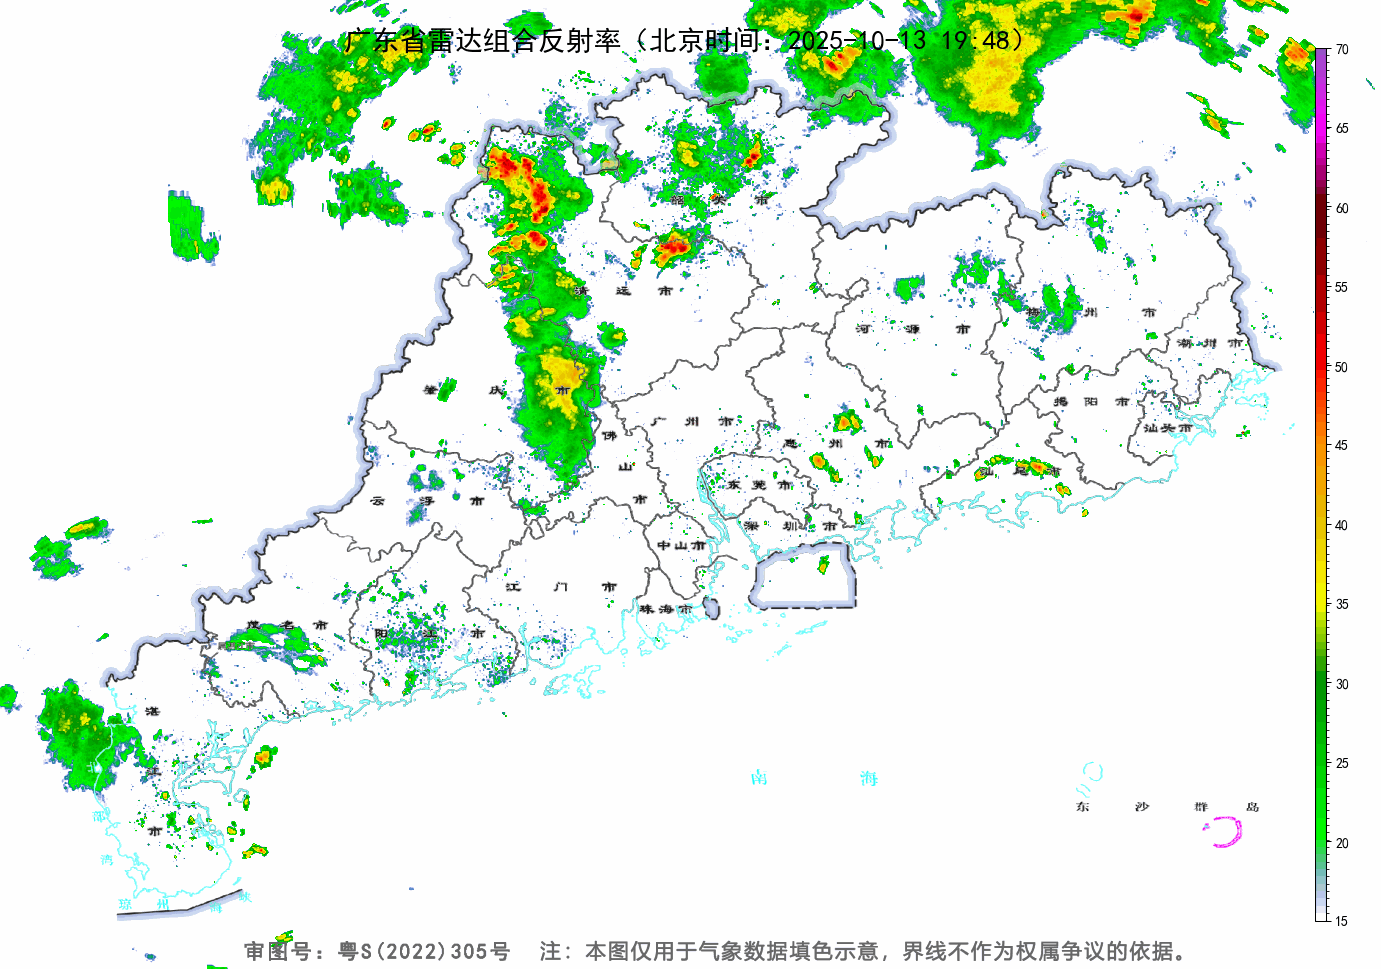 广东省雷达组合反射率（北京时间：2025-10-13 19:48）
70
65
60
55
50
45
40
35
30
25
20
15
韶关市
清远市
河源市
梅州市
潮州市
肇庆市
揭阳市
汕头市
佛山市
广州市
惠州市
汕尾市
云浮市
东莞市
深圳市
中山市
江门市
珠海市
茂名市
阳江市
湛江市
南海
东沙群岛
琼州海峡
审图号：粤S(2022)305号 注：本图仅用于气象数据填色示意，界线不作为权属争议的依据。